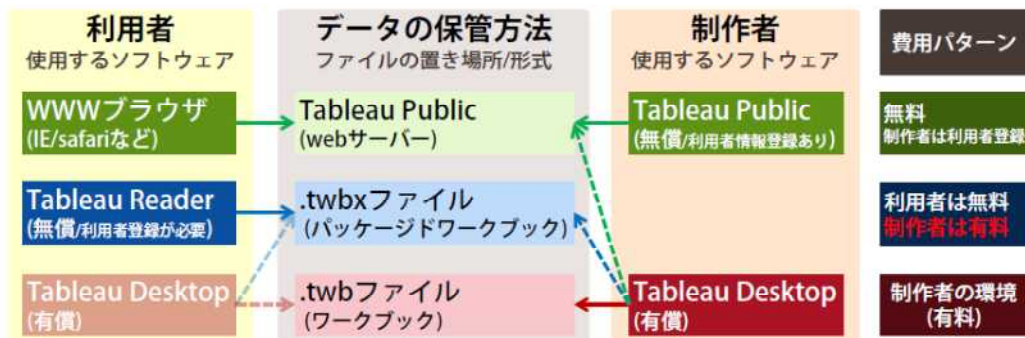 利用者
使用するソフトウェア
WWWブラウザ
(IE/safariなど)
Tableau Reader
(無償/利用者登録が必要)
Tableau Desktop
(有償)
データの保管方法
ファイルの置き場所/形式
Tableau Public
(webサーバー)
.twbxファイル
(パッケージドワークブック)
.twbファイル
(ワークブック)
制作者
使用するソフトウェア
Tableau Public
(無償/利用者情報登録あり)
Tableau Desktop
(有償)
費用パターン
無料
制作者は利用者登録
利用者は無料
制作者は有料
制作者の環境
(有料)